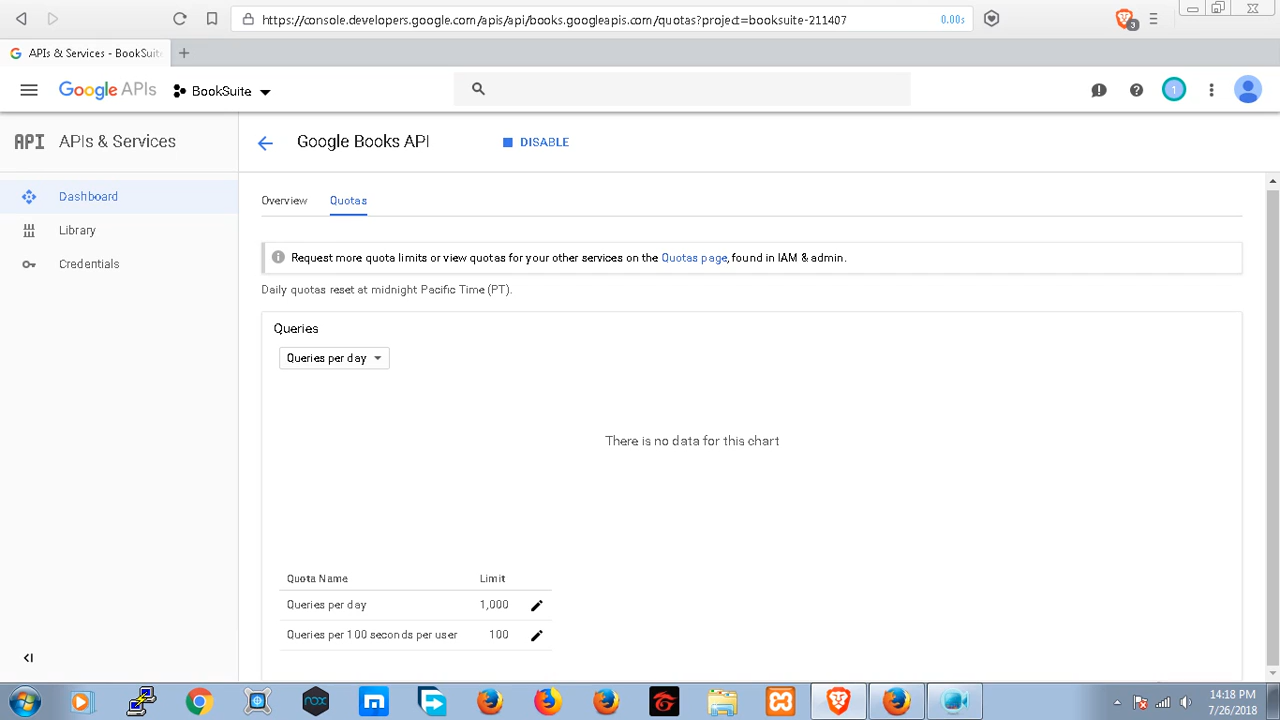 https://console.developers.google.com/apis/api/books.googleapis.com/quotas?project=booksuite-211407
0.00s
3
APIs & Services - BookSuite
Google APIs
BookSuite
1
API APIs & Services
Google Books API
DISABLE
Dashboard
Library
Credentials
Overview
Quotas
Request more quota limits or view quotas for your other services on the Quotas page, found in IAM & admin.
Daily quotas reset at midnight Pacific Time (PT).
Queries
Queries per day
There is no data for this chart
Quota Name Limit
Queries per day 1,000
Queries per 100 seconds per user 100
nox
14:18 PM
7/26/2018